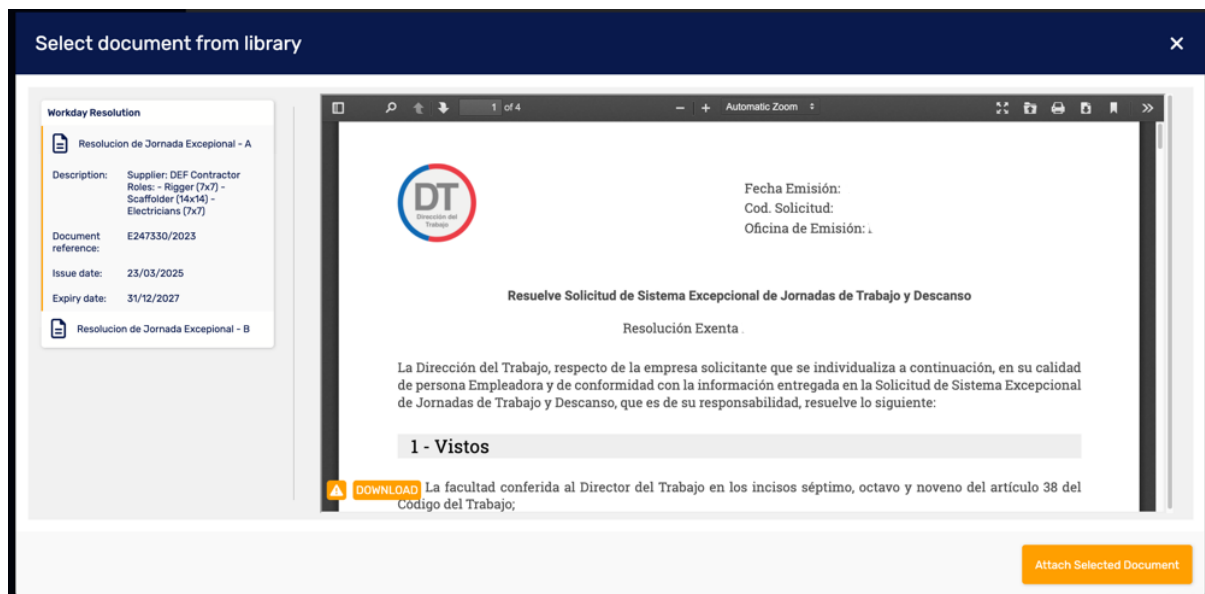 Select document from library
Workday Resolution
Resolucion de Jornada Excepional - A
Description:
Supplier: DEF Contractor
Roles: - Rigger (7x7) -
Scaffolder (14x14) -
Electricians (7x7)
Document
reference:
E247330/2023
Issue date:
23/03/2025
Expiry date:
31/12/2027
Resolucion de Jornada Excepional - B
1 of 4
Automatic Zoom
DT
Dirección del
Trabajo
Fecha Emisión:
Cod. Solicitud:
Oficina de Emisión:
Resuelve Solicitud de Sistema Excepcional de Jornadas de Trabajo y Descanso
Resolución Exenta
La Dirección del Trabajo, respecto de la empresa solicitante que se individualiza a continuación, en su calidad
de persona Empleadora y de conformidad con la información entregada en la Solicitud de Sistema Excepcional
de Jornadas de Trabajo y Descanso, que es de su responsabilidad, resuelve lo siguiente:
1 - Vistos
DOWNLOAD La facultad conferida al Director del Trabajo en los incisos séptimo, octavo y noveno del artículo 38 del
Código del Trabajo;
Attach Selected Document